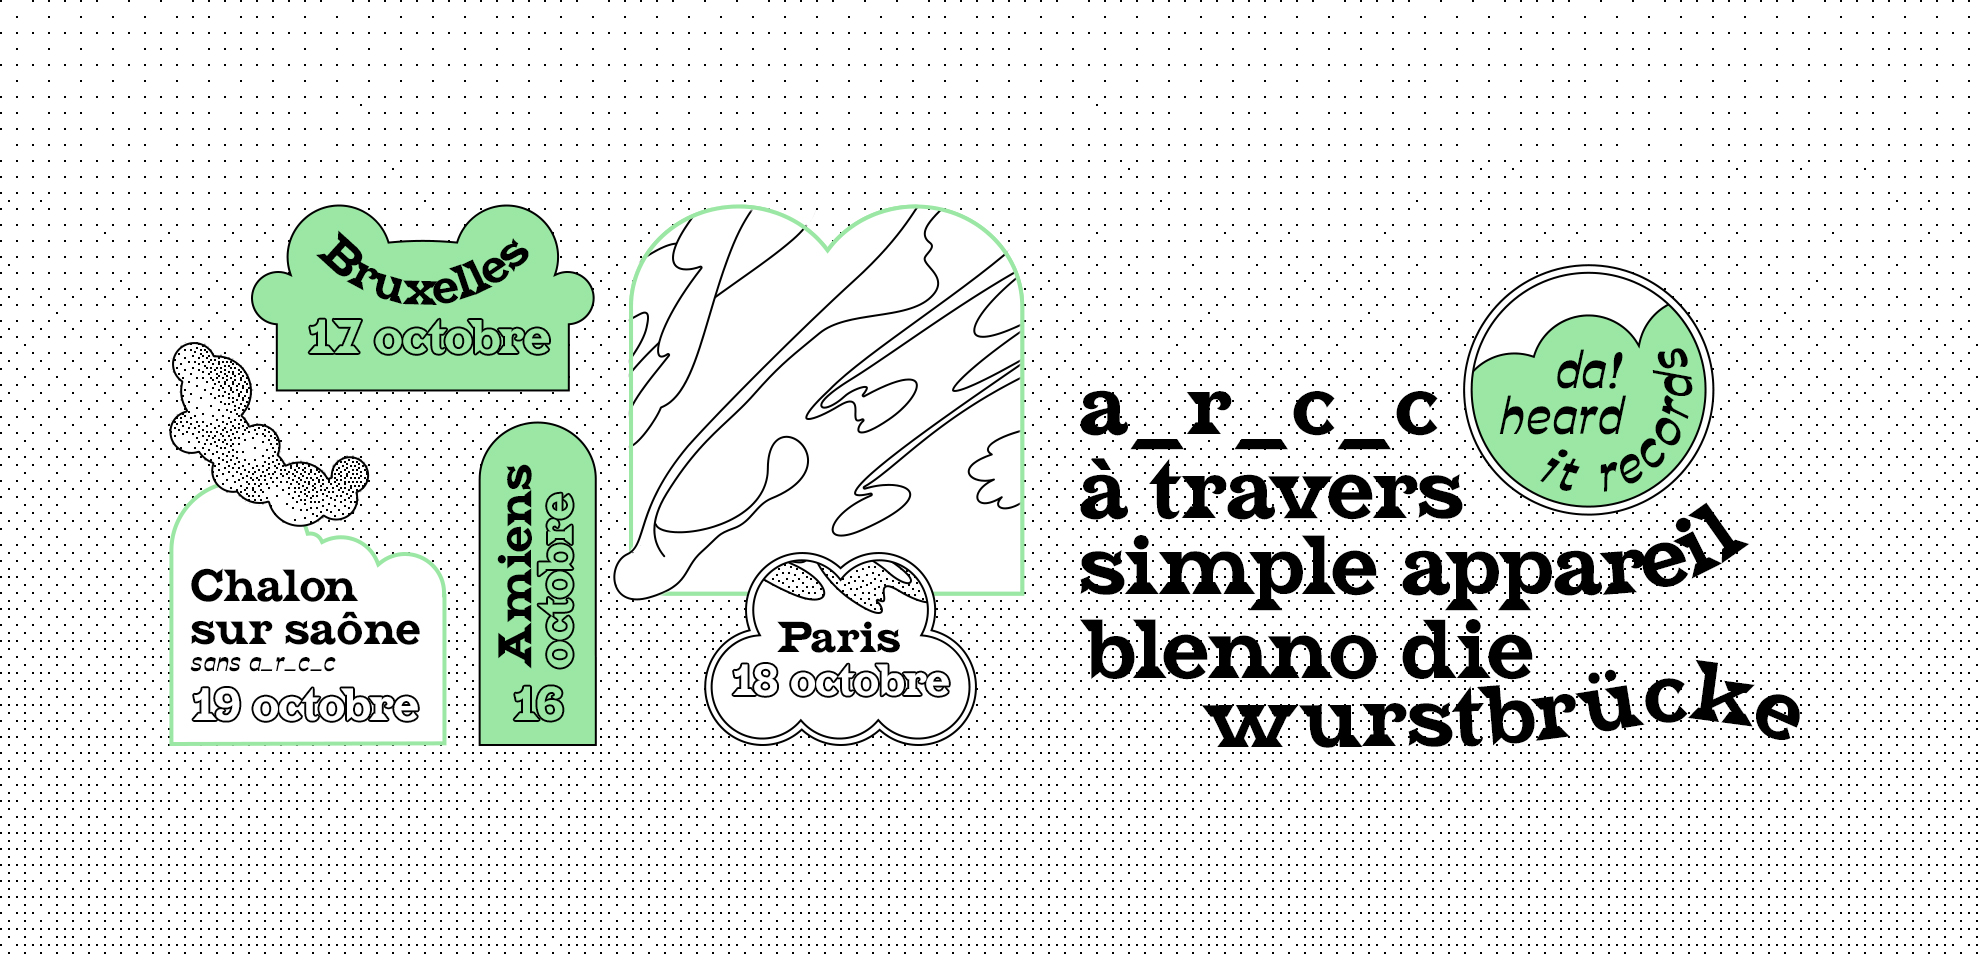 Bruxelles
17 octobre
Chalon
sur saône
sans a_r_c_c
19 octobre
Amiens
octobre
16
Paris
18 octobre
a_r_c_c
à travers
simple appareil
blenno die
wurstbrücke
da!
heard
it records